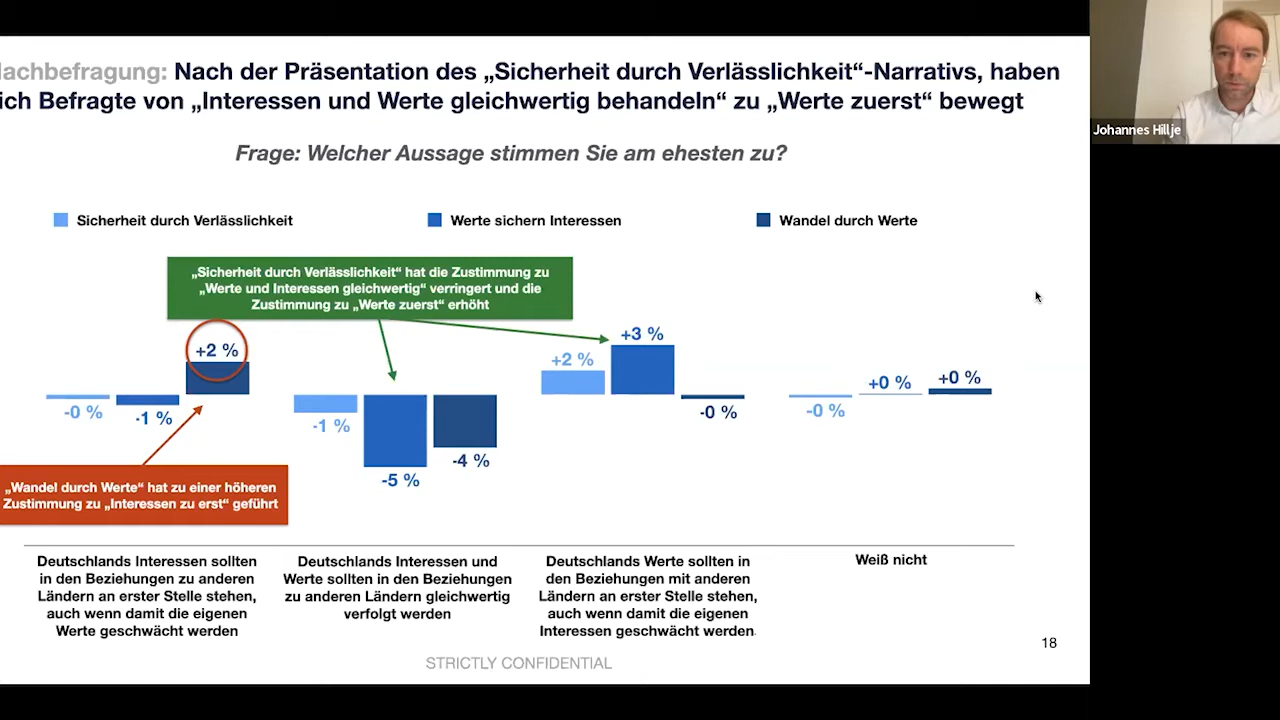 achbefragung: Nach der Präsentation des „Sicherheit durch Verlässlichkeit“-Narrativs, haben
ich Befragte von „Interessen und Werte gleichwertig behandeln“ zu „Werte zuerst“ bewegt
Frage: Welcher Aussage stimmen Sie am ehesten zu?
Sicherheit durch Verlässlichkeit
Werte sichern Interessen
Wandel durch Werte
„Sicherheit durch Verlässlichkeit“ hat die Zustimmung zu
„Werte und Interessen gleichwertig“ verringert und die
Zustimmung zu „Werte zuerst“ erhöht
-0 %
-1 %
+2 %
-1 %
-5 %
-4 %
+2 %
+3 %
-0 %
-0 %
+0 %
+0 %
„Wandel durch Werte“ hat zu einer höheren
Zustimmung zu „Interessen zu erst“ geführt
Deutschlands Interessen sollten
in den Beziehungen zu anderen
Ländern an erster Stelle stehen,
auch wenn damit die eigenen
Werte geschwächt werden
Deutschlands Interessen und
Werte sollten in den Beziehungen
zu anderen Ländern gleichwertig
verfolgt werden
Deutschlands Werte sollten in
den Beziehungen mit anderen
Ländern an erster Stelle stehen,
auch wenn damit die eigenen
Interessen geschwächt werden
Weiß nicht
18
STRICTLY CONFIDENTIAL
Johannes Hillje